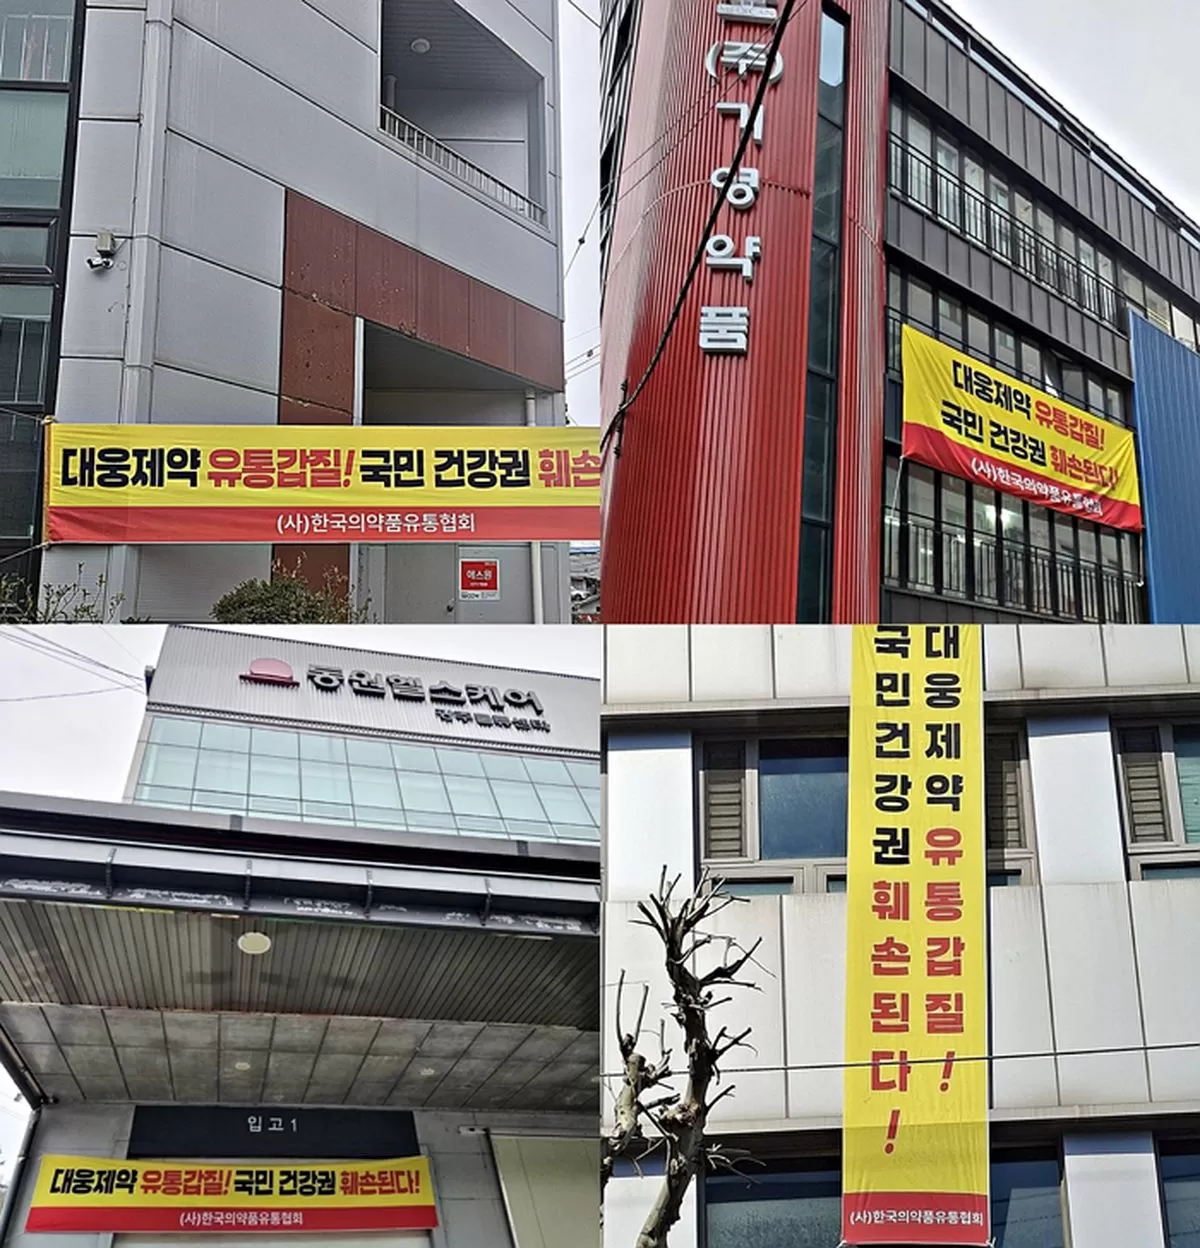 대웅제약 유통갑질! 국민 건강권 훼손
(사)한국의약품유통협회
에스원
(주)기영약품
대웅제약 유통갑질!
국민 건강권 훼손된다!
(사)한국의약품유통협회
중원헬스케어
입고1
대웅제약 유통갑질! 국민 건강권 훼손된다!
(사)한국의약품유통협회
대웅제약 유통갑질!
국민건강권 훼손된다!
(사)한국의약품유통협회